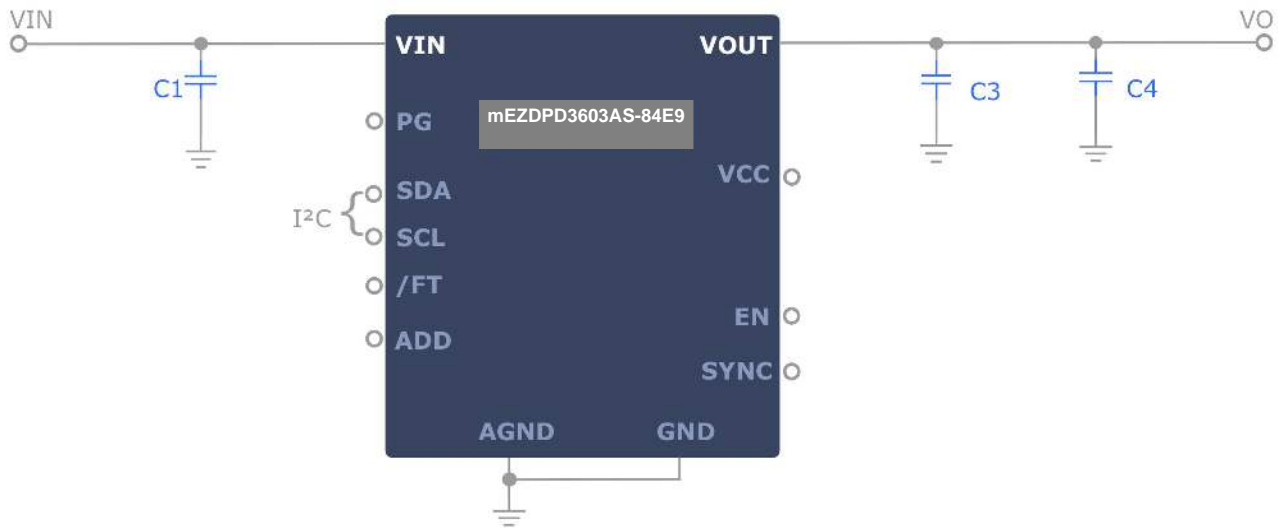 VIN
VO
VIN
VOUT
C1
C3
C4
mEZDPD3603AS-84E9
PG
VCC
SDA
I²C
SCL
/FT
EN
ADD
SYNC
AGND
GND